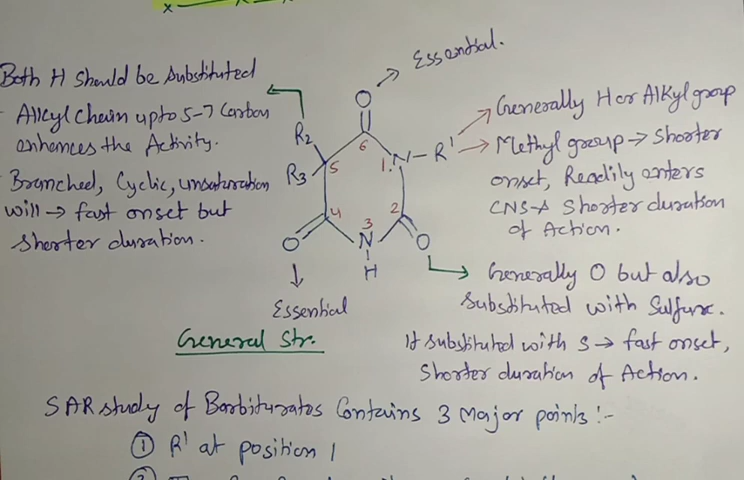 Essential.
Both H Should be Substituted
Alkyl Chain upto 5-7 Carbon
enhances the Activity.
Branched, Cyclic, unsaturation
will → fast onset but
Shorter duration.
O
R2
R3
6
5
4
1.
N-R'
2
3
N
H
O
O
Generally H or Alkyl group
Methyl group → Shorter
onset, Readily enters
CNS → Shorter duration
of Action.
Essential
Generally O but also
Substituted with Sulfur.
General Str.
If substituted with S → fast onset,
Shorter duration of Action.
SAR study of Barbiturates Contains 3 Major points :-
① R' at position 1
②